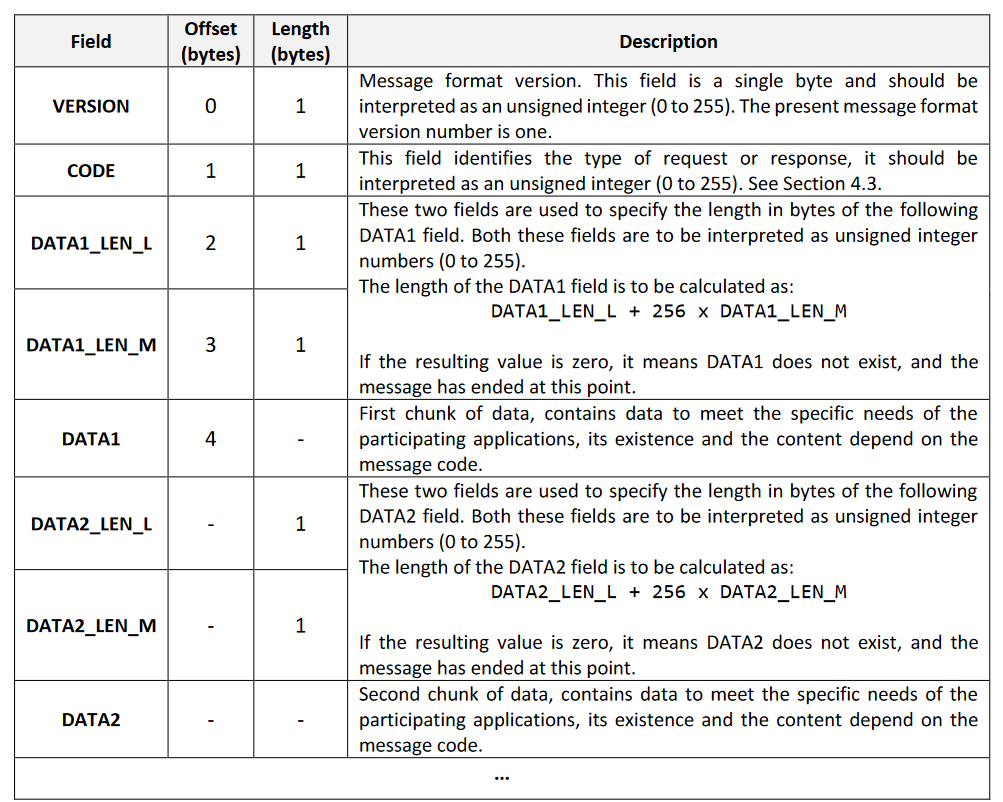 Field Offset (bytes) Length (bytes) Description
VERSION 0 1 Message format version. This field is a single byte and should be
interpreted as an unsigned integer (0 to 255). The present message format
version number is one.
CODE 1 1 This field identifies the type of request or response, it should be
interpreted as an unsigned integer (0 to 255). See Section 4.3.
DATA1_LEN_L 2 1 These two fields are used to specify the length in bytes of the following
DATA1 field. Both these fields are to be interpreted as unsigned integer
numbers (0 to 255).
The length of the DATA1 field is to be calculated as:
DATA1_LEN_L + 256 x DATA1_LEN_M
DATA1_LEN_M 3 1
If the resulting value is zero, it means DATA1 does not exist, and the
message has ended at this point.
DATA1 4 - First chunk of data, contains data to meet the specific needs of the
participating applications, its existence and the content depend on the
message code.
DATA2_LEN_L - 1 These two fields are used to specify the length in bytes of the following
DATA2 field. Both these fields are to be interpreted as unsigned integer
numbers (0 to 255).
The length of the DATA2 field is to be calculated as:
DATA2_LEN_L + 256 x DATA2_LEN_M
DATA2_LEN_M - 1
If the resulting value is zero, it means DATA2 does not exist, and the
message has ended at this point.
DATA2 - - Second chunk of data, contains data to meet the specific needs of the
participating applications, its existence and the content depend on the
message code.
...